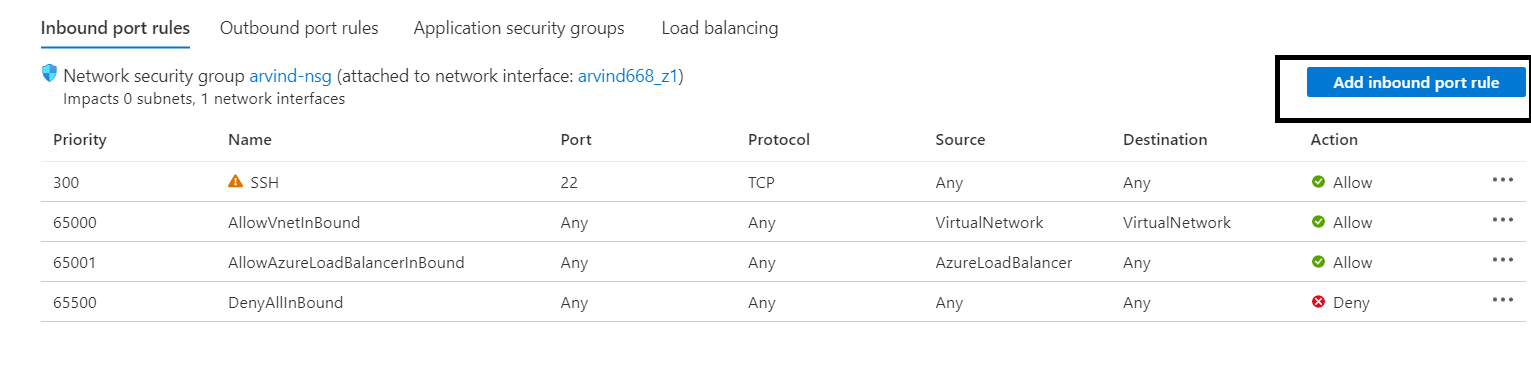 Inbound port rules Outbound port rules Application security groups Load balancing
Network security group arvind-nsg (attached to network interface: arvind668_z1)
Impacts 0 subnets, 1 network interfaces
Add inbound port rule
Priority Name Port Protocol Source Destination Action
300 SSH 22 TCP Any Any Allow
65000 AllowVnetInBound Any Any VirtualNetwork VirtualNetwork Allow
65001 AllowAzureLoadBalancerInBound Any Any AzureLoadBalancer Any Allow
65500 DenyAllInBound Any Any Any Any Deny